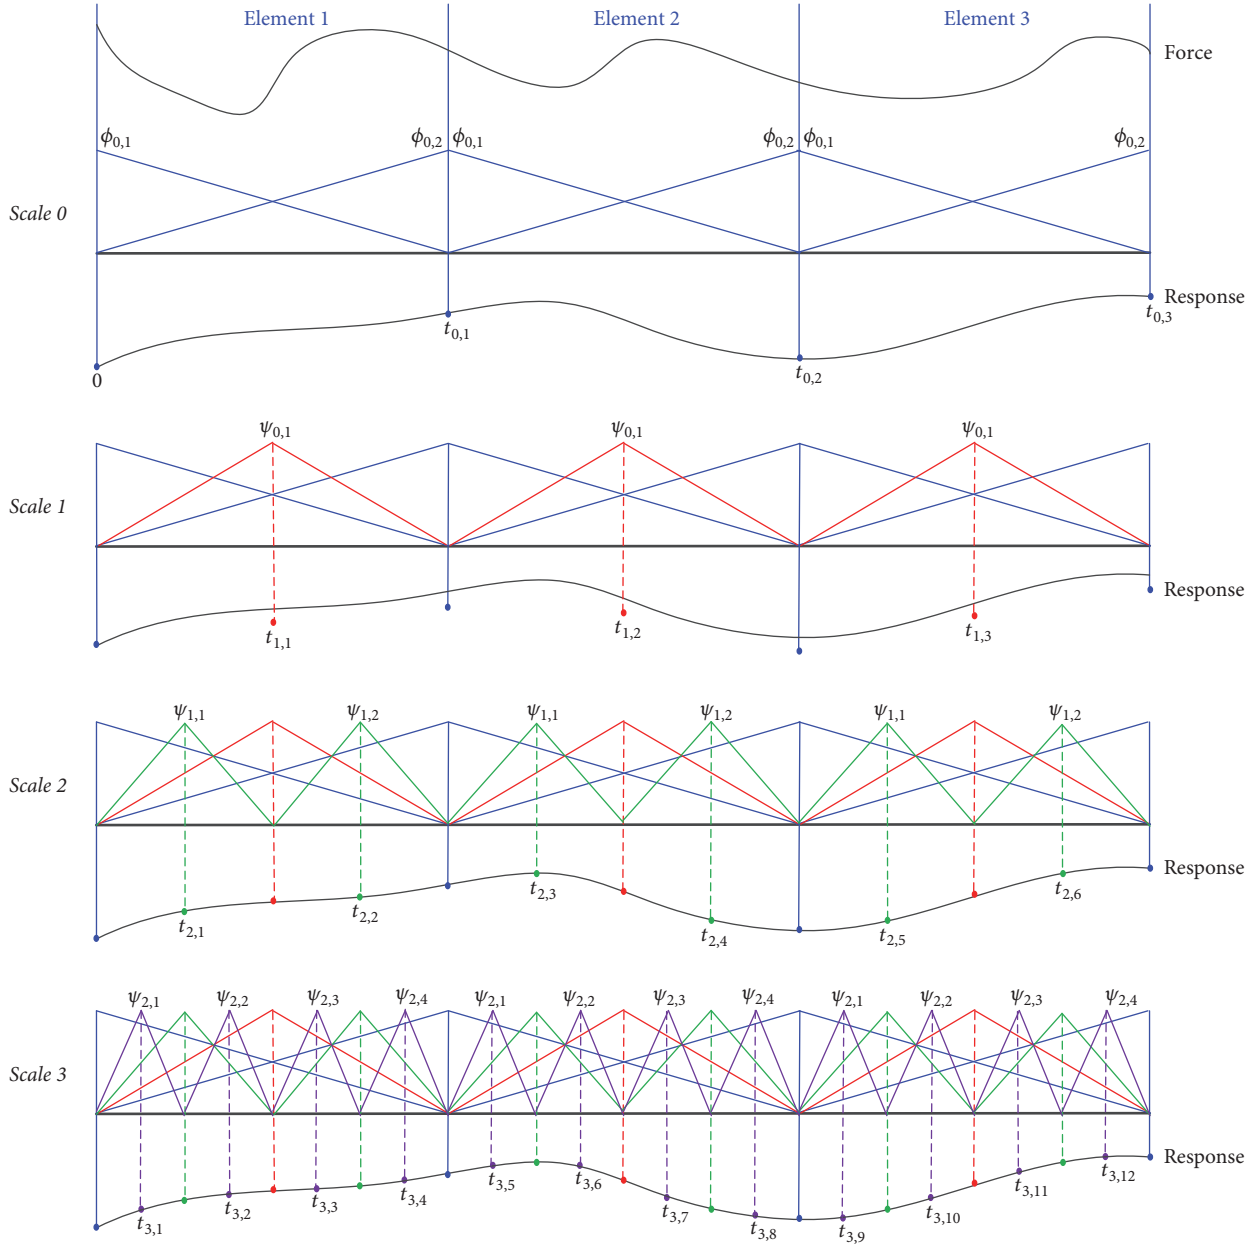 Element 1 Element 2 Element 3
Force
ϕ0,1 ϕ0,2 ϕ0,1 ϕ0,2 ϕ0,1 ϕ0,2
Scale 0
Response
t0,1 t0,3
0 t0,2
ψ0,1 ψ0,1 ψ0,1
Scale 1
Response
t1,1 t1,2 t1,3
ψ1,1 ψ1,2 ψ1,1 ψ1,2 ψ1,1 ψ1,2
Scale 2
Response
t2,1 t2,2 t2,3 t2,4 t2,5 t2,6
ψ2,1 ψ2,2 ψ2,3 ψ2,4 ψ2,1 ψ2,2 ψ2,3 ψ2,4 ψ2,1 ψ2,2 ψ2,3 ψ2,4
Scale 3
Response
t3,1 t3,2 t3,3 t3,4 t3,5 t3,6 t3,7 t3,8 t3,9 t3,10 t3,11 t3,12